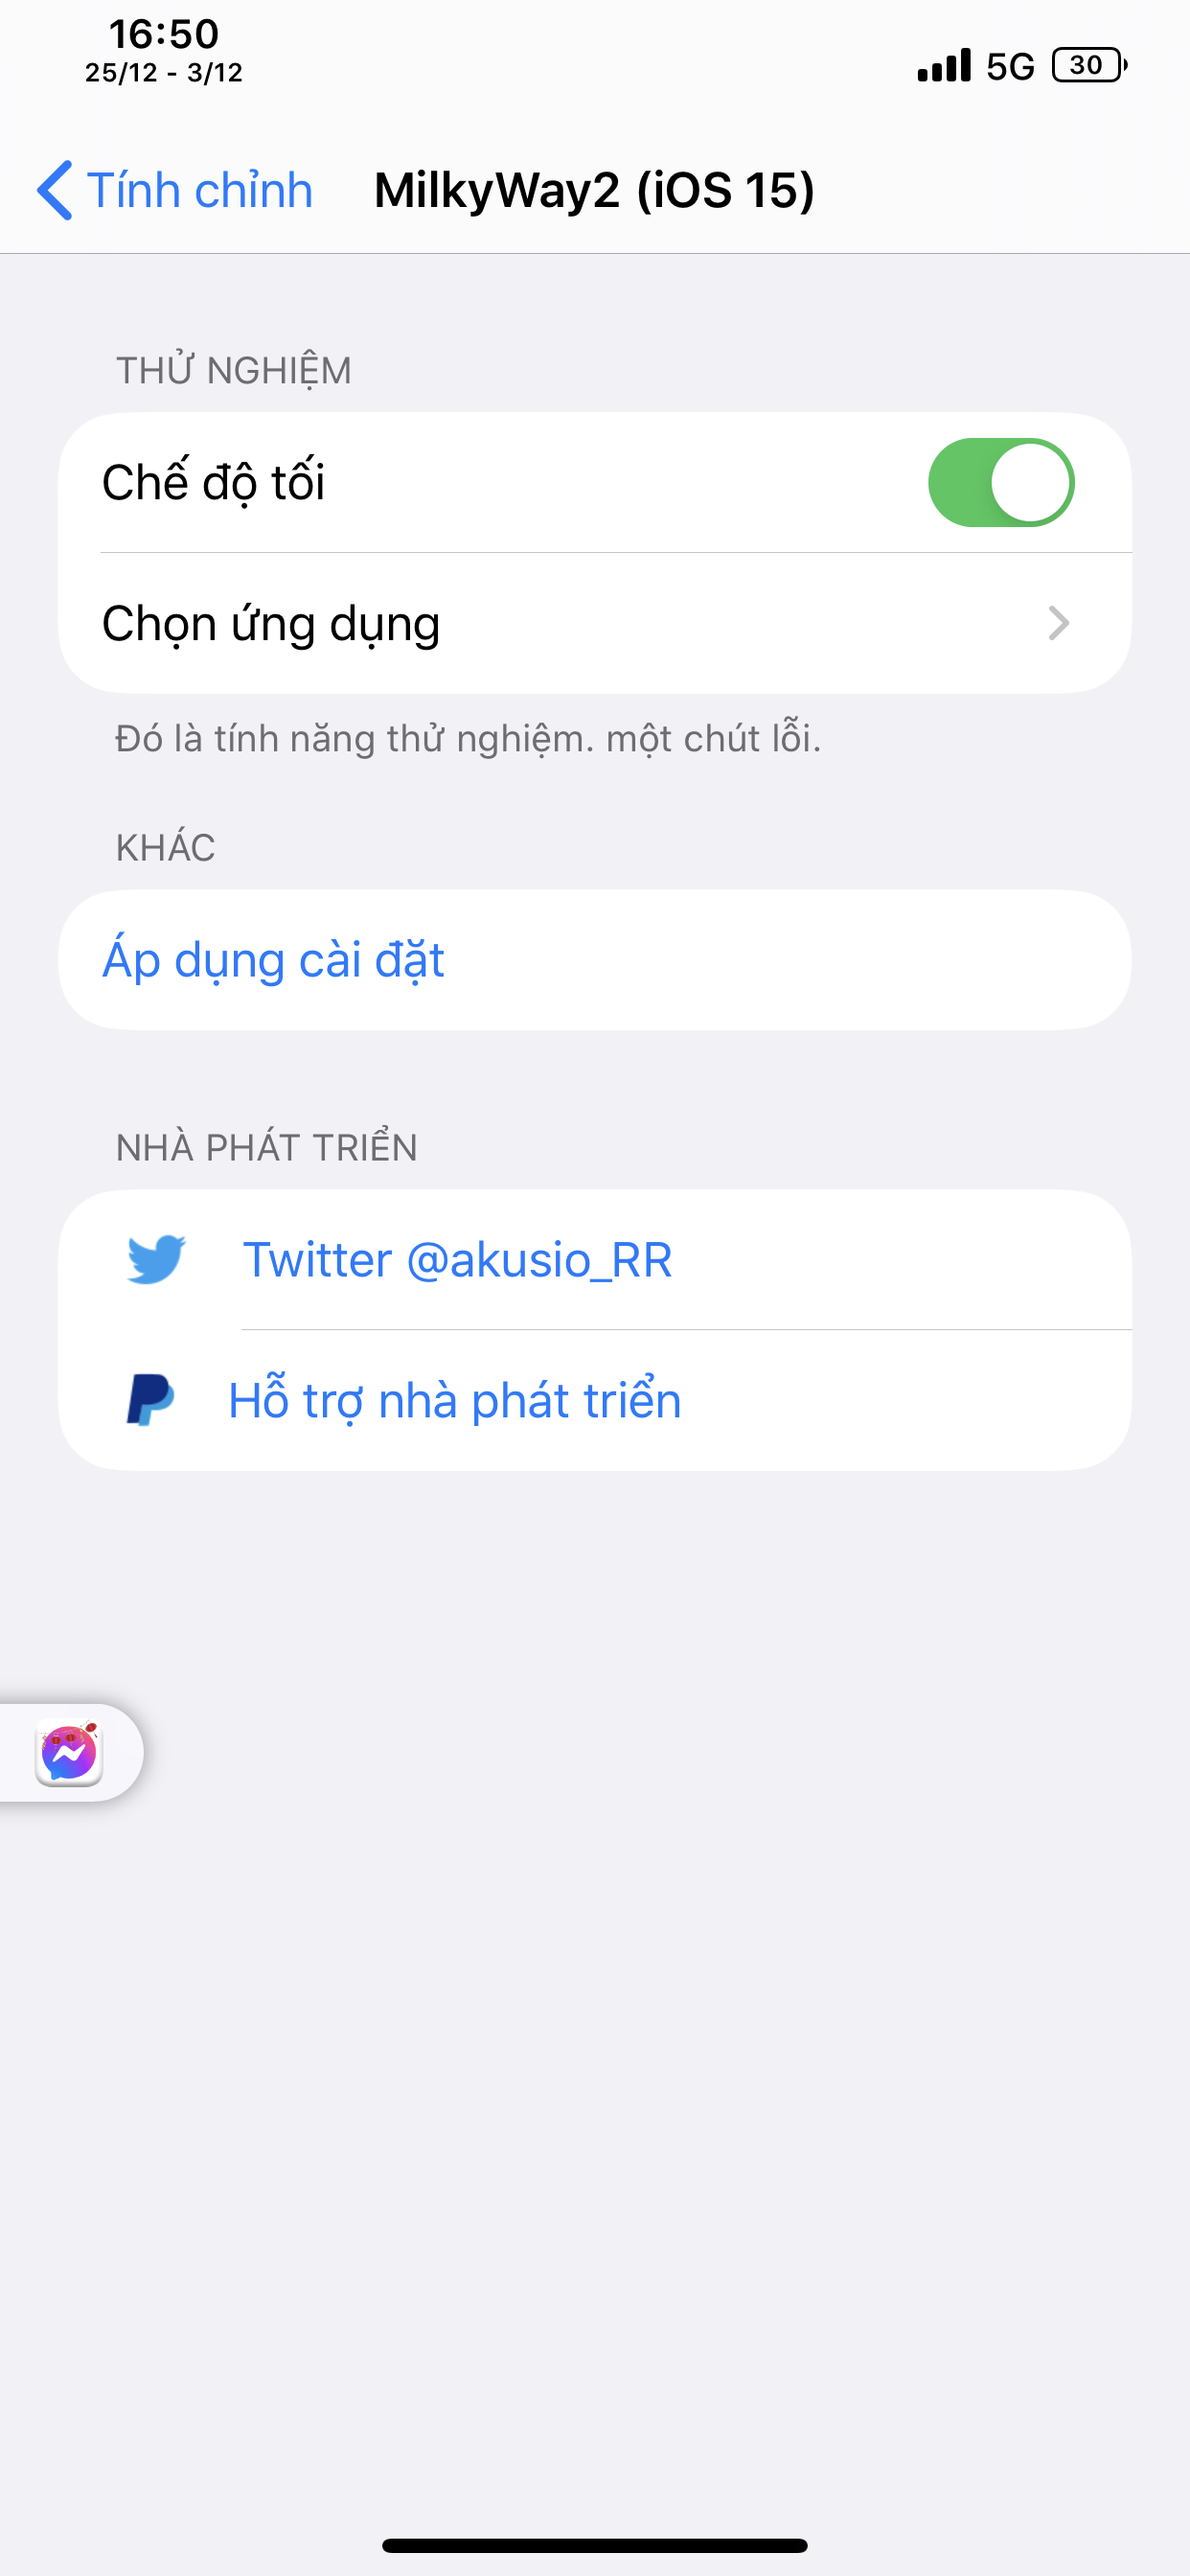 16:50
25/12 - 3/12
5G
30
Tính chỉnh
MilkyWay2 (iOS 15)
THỬ NGHIỆM
Chế độ tối
Chọn ứng dụng
Đó là tính năng thử nghiệm. một chút lỗi.
KHÁC
Áp dụng cài đặt
NHÀ PHÁT TRIỂN
Twitter @akusio_RR
Hỗ trợ nhà phát triển